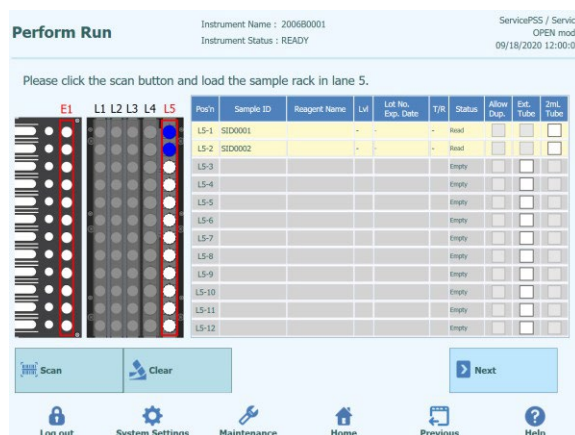 Perform Run
Instrument Name : 2006B0001
Instrument Status : READY
ServicePSS / Servic
OPEN mod
09/18/2020 12:00:0
Please click the scan button and load the sample rack in lane 5.
E1 L1 L2 L3 L4 L5
Pos'n Sample ID Reagent Name Lvl Lot No. Exp. Date T/R Status Allow Dup. Ext. Tube 2mL Tube
L5-1 SID0001 - - - Read
L5-2 SID0002 - - - Read
L5-3 Empty
L5-4 Empty
L5-5 Empty
L5-6 Empty
L5-7 Empty
L5-8 Empty
L5-9 Empty
L5-10 Empty
L5-11 Empty
L5-12 Empty
Scan Clear Next
Log out System Settings Maintenance Home Previous Help